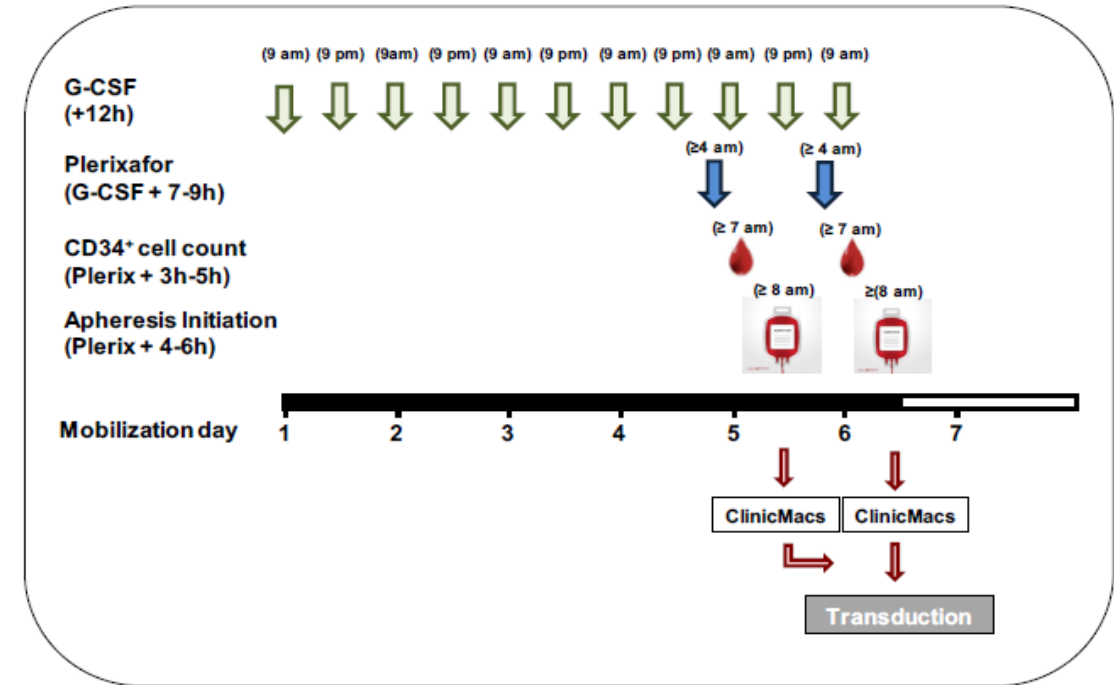 (9 am) (9 pm) (9am) (9 pm) (9 am) (9 pm) (9 am) (9 pm) (9 am) (9 pm) (9 am)
G-CSF
(+12h)
(≥4 am) (≥ 4 am)
Plerixafor
(G-CSF + 7-9h)
(≥ 7 am) (≥ 7 am)
CD34⁺ cell count
(Plerix + 3h-5h)
(≥ 8 am) ≥(8 am)
Apheresis Initiation
(Plerix + 4-6h)
Mobilization day 1 2 3 4 5 6 7
ClinicMacs ClinicMacs
Transduction